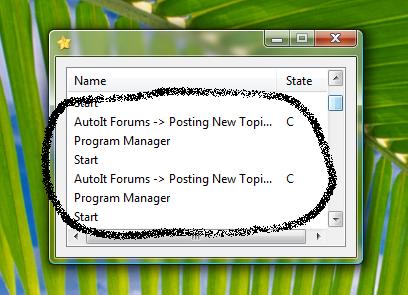 Name State
Start
AutoIt Forums -> Posting New Topi... C
Program Manager
Start
AutoIt Forums -> Posting New Topi... C
Program Manager
Start